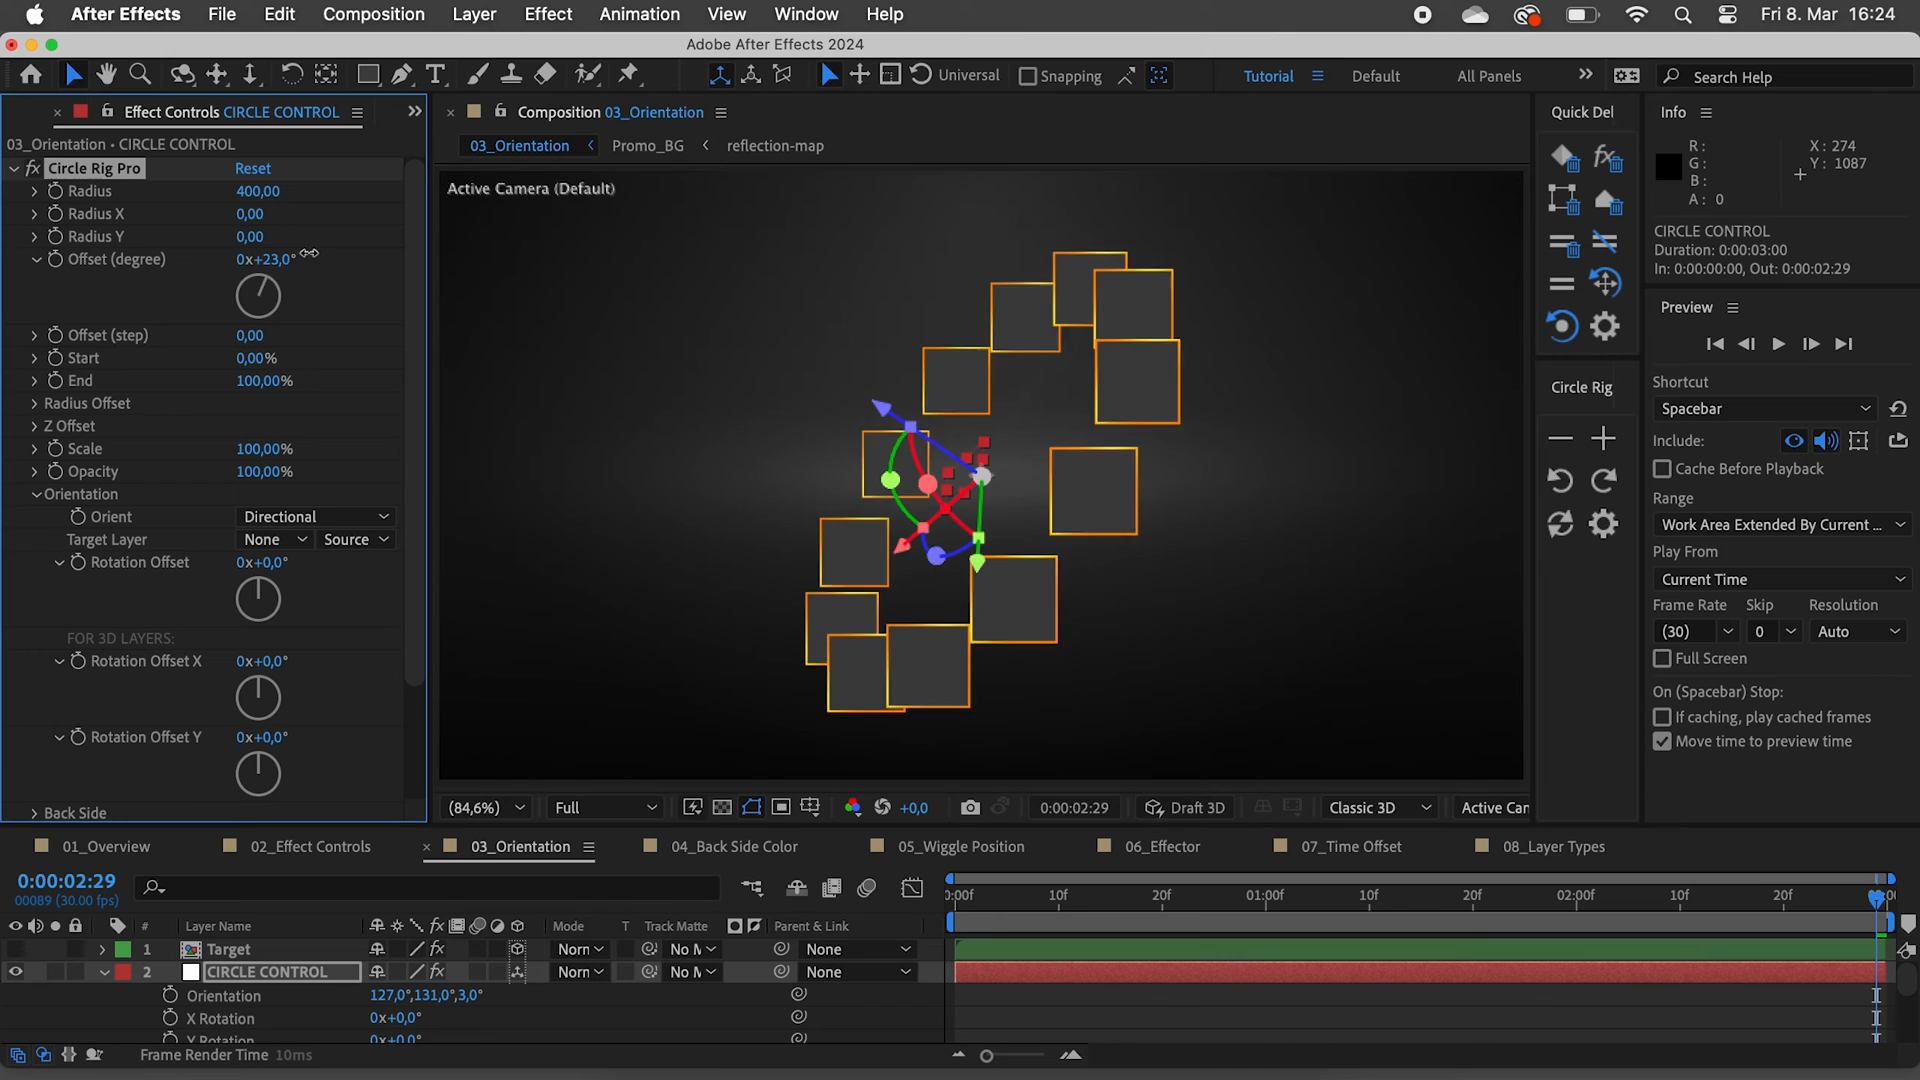 After Effects File Edit Composition Layer Effect Animation View Window Help Fri 8. Mar 16:24
Adobe After Effects 2024
Universal Snapping Tutorial Default All Panels Search Help
Effect Controls CIRCLE CONTROL
03_Orientation • CIRCLE CONTROL
fx Circle Rig Pro Reset
Radius 400,00
Radius X 0,00
Radius Y 0,00
Offset (degree) 0x+23,0°
Offset (step) 0,00
Start 0,00%
End 100,00%
Radius Offset
Z Offset
Scale 100,00%
Opacity 100,00%
Orientation
Orient Directional
Target Layer None Source
Rotation Offset 0x+0,0°
FOR 3D LAYERS:
Rotation Offset X 0x+0,0°
Rotation Offset Y 0x+0,0°
Back Side
Composition 03_Orientation
03_Orientation Promo_BG reflection-map
Active Camera (Default)
(84,6%) Full +0,0 0:00:02:29 Draft 3D Classic 3D Active Can
Quick Del
Circle Rig
Info
R: X: 274
G: Y: 1087
B:
A: 0
CIRCLE CONTROL
Duration: 0:00:03:00
In: 0:00:00:00, Out: 0:00:02:29
Preview
Shortcut
Spacebar
Include:
Cache Before Playback
Range
Work Area Extended By Current ...
Play From
Current Time
Frame Rate Skip Resolution
(30) 0 Auto
Full Screen
On (Spacebar) Stop:
If caching, play cached frames
Move time to preview time
01_Overview 02_Effect Controls 03_Orientation 04_Back Side Color 05_Wiggle Position 06_Effector 07_Time Offset 08_Layer Types
0:00:02:29
00089 (30.00 fps)
):00f 10f 20f 01:00f 10f 20f 02:00f 10f 20f
# Layer Name fx Mode T Track Matte Parent & Link
1 Target fx Norn No M None
2 CIRCLE CONTROL fx Norn No M None
Orientation 127,0°,131,0°,3,0°
X Rotation 0x+0,0°
Y Rotation 0x+0,0°
Frame Render Time 10ms